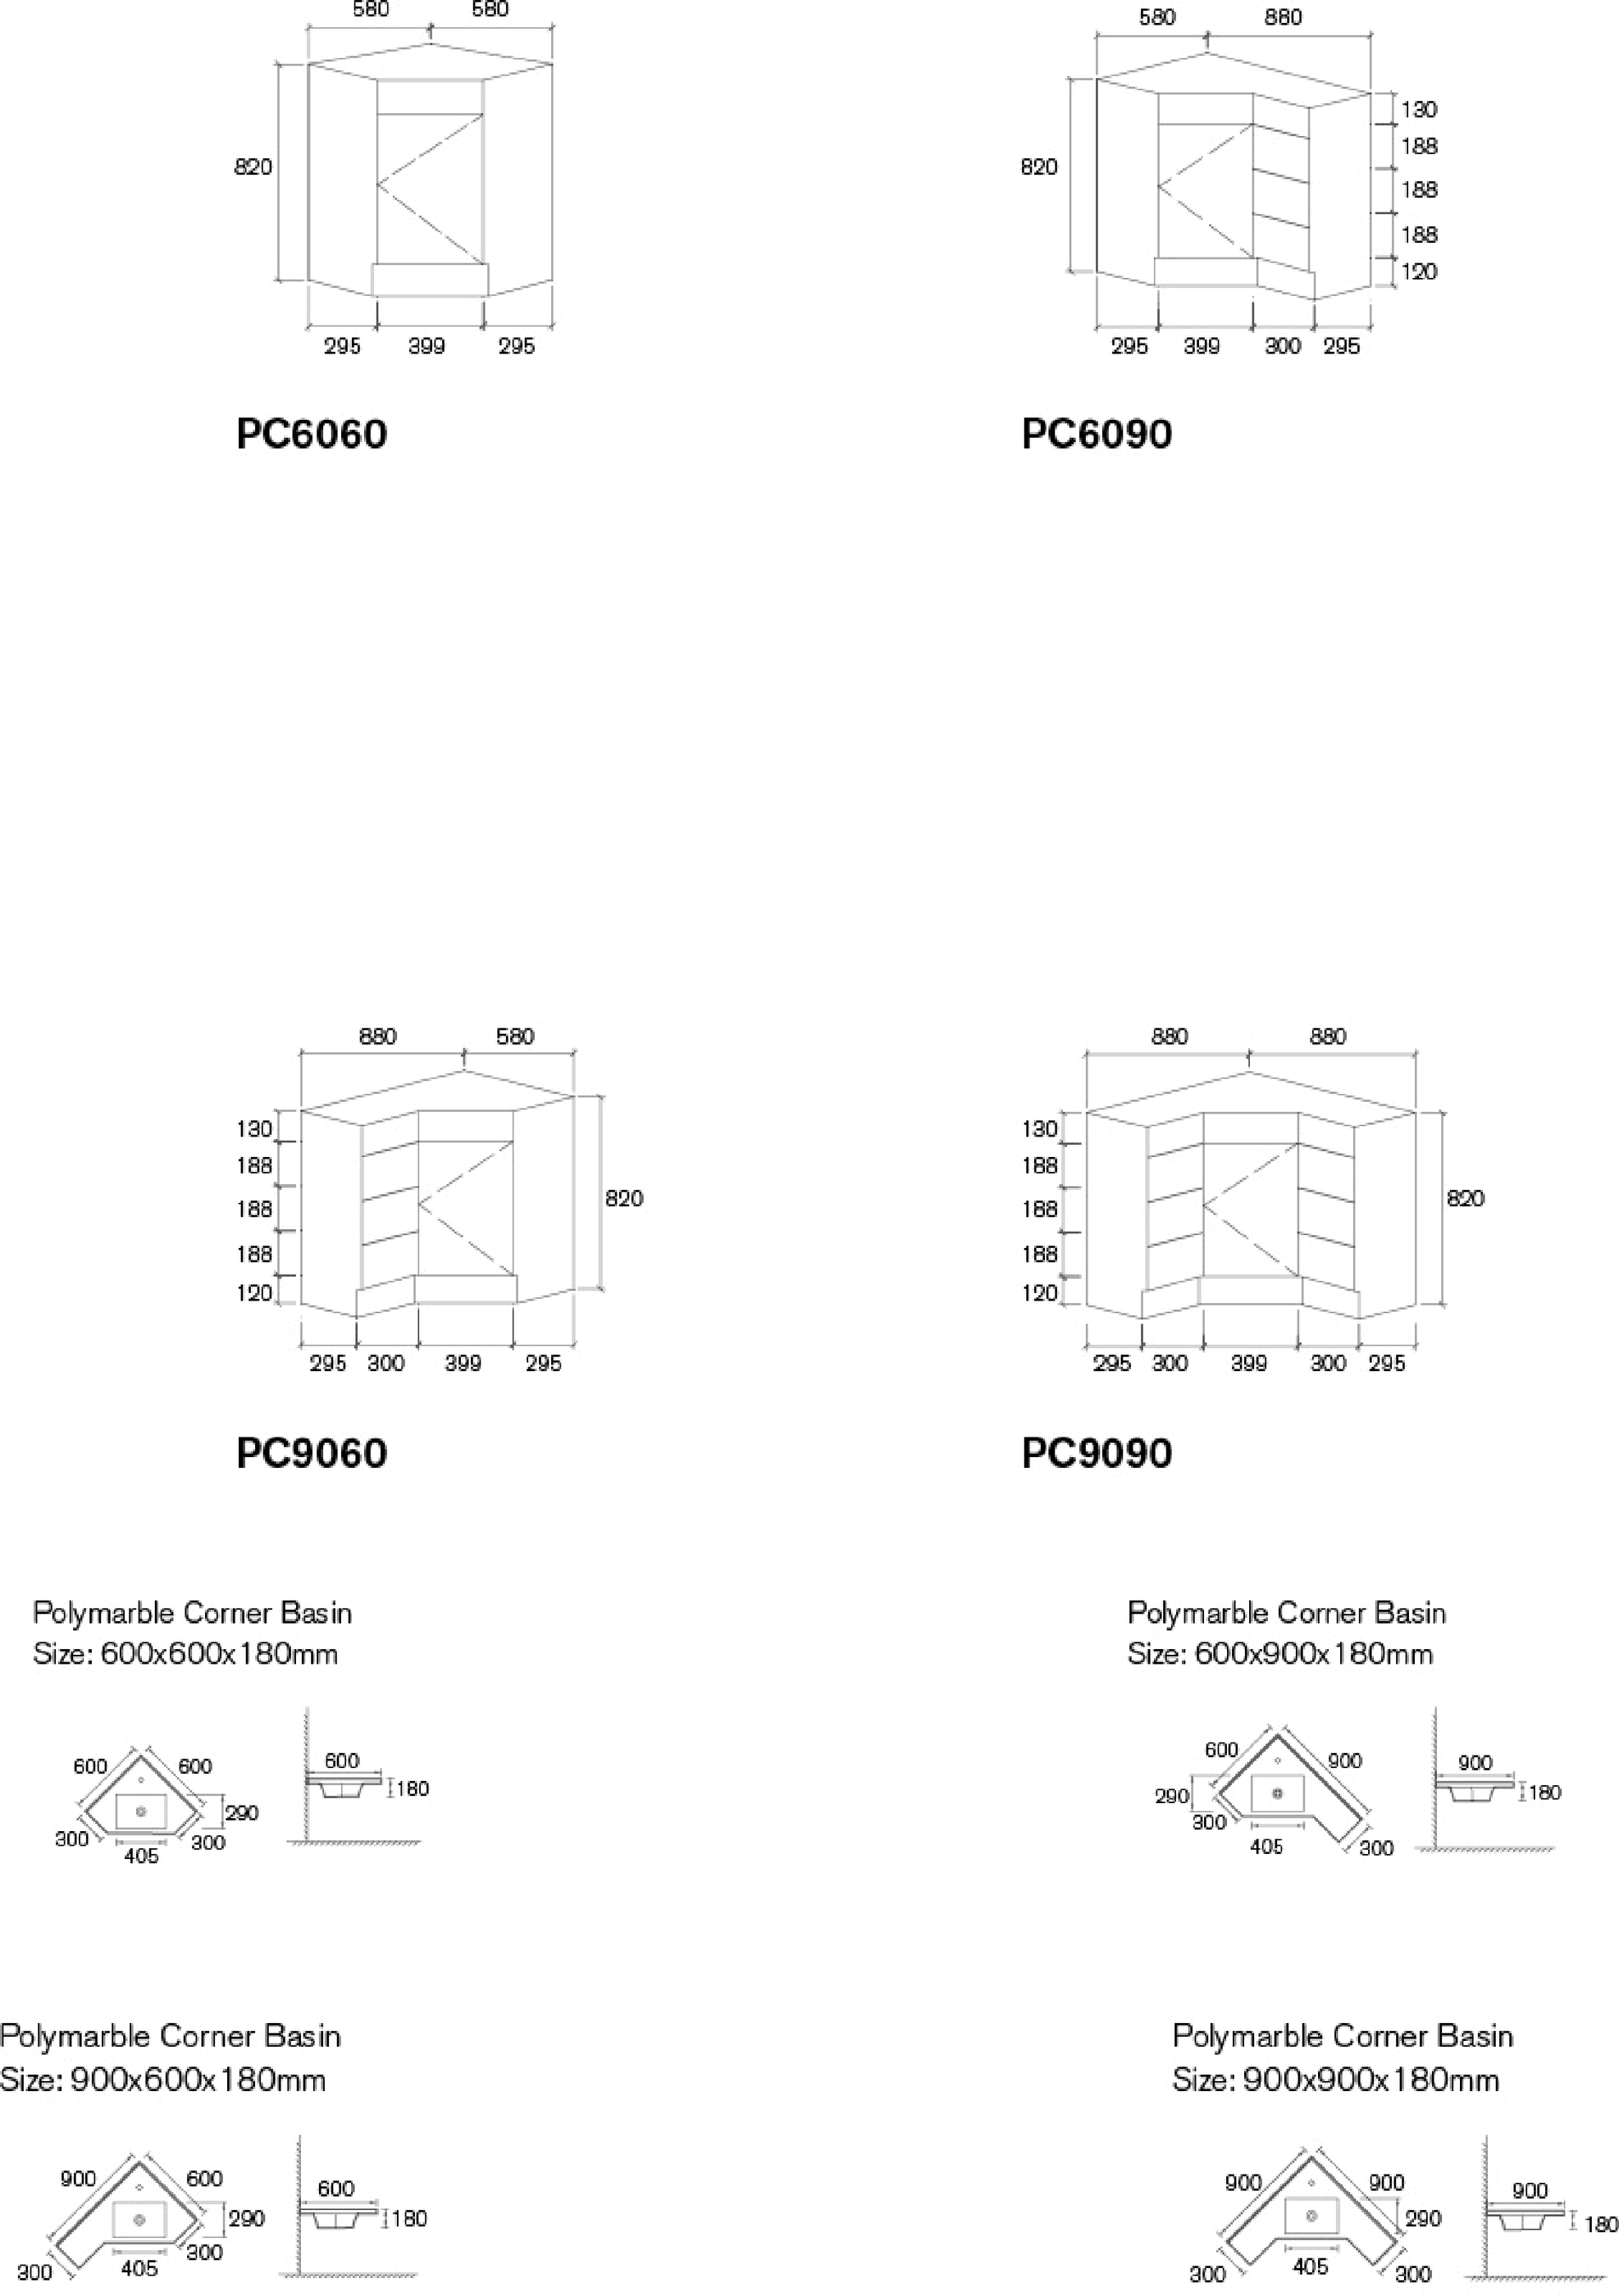 580 580
820
295 399 295
PC6060
580 880
820
130
188
188
188
120
295 399 300 295
PC6090
880 580
130
188
188
188
120
820
295 300 399 295
PC9060
880 880
130
188
188
188
120
820
295 300 399 300 295
PC9090
Polymarble Corner Basin
Size: 600x600x180mm
600 600
290
300 300
405
600
180
Polymarble Corner Basin
Size: 600x900x180mm
600 900
290
300
405 300
900
180
Polymarble Corner Basin
Size: 900x600x180mm
900 600
290
300
300 405
600
180
Polymarble Corner Basin
Size: 900x900x180mm
900 900
290
300 405 300
900
180